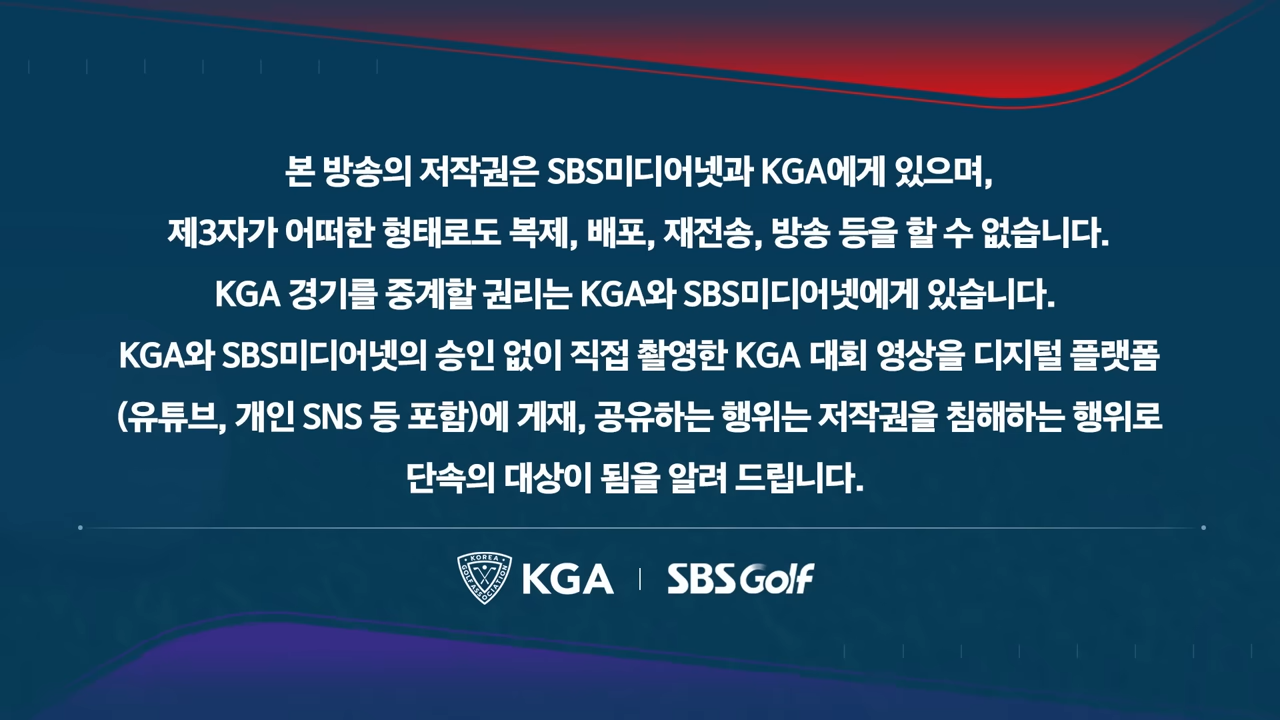 본 방송의 저작권은 SBS미디어넷과 KGA에게 있으며,
제3자가 어떠한 형태로도 복제, 배포, 재전송, 방송 등을 할 수 없습니다.
KGA 경기를 중계할 권리는 KGA와 SBS미디어넷에게 있습니다.
KGA와 SBS미디어넷의 승인 없이 직접 촬영한 KGA 대회 영상을 디지털 플랫폼
(유튜브, 개인 SNS 등 포함)에 게재, 공유하는 행위는 저작권을 침해하는 행위로
단속의 대상이 됨을 알려 드립니다.
KOREA GOLF ASSOCIATION
KGA
SBS Golf